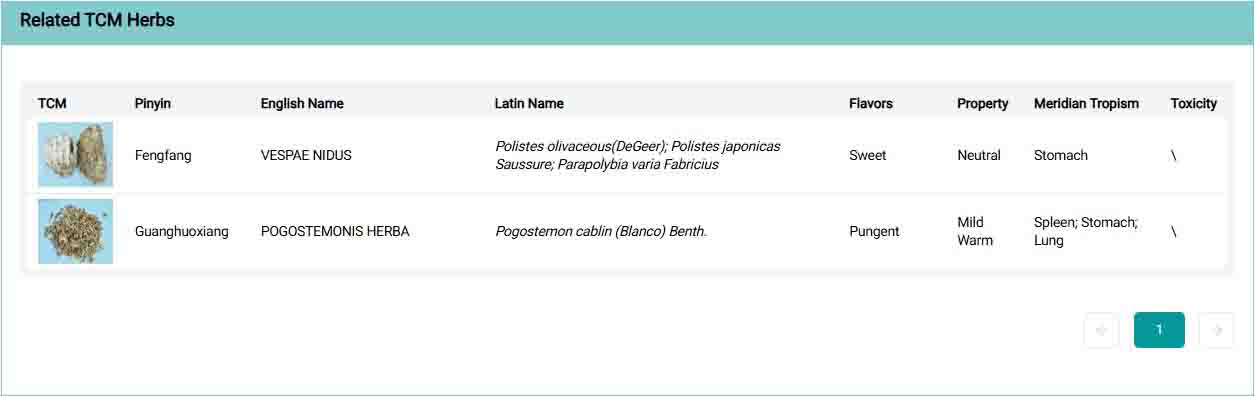 Related TCM Herbs
TCM Pinyin English Name Latin Name Flavors Property Meridian Tropism Toxicity
Fengfang VESPAE NIDUS Polistes olivaceous(DeGeer); Polistes japonicas Saussure; Parapolybia varia Fabricius Sweet Neutral Stomach \
Guanghuoxiang POGOSTEMONIS HERBA Pogostemon cablin (Blanco) Benth. Pungent Mild Warm Spleen; Stomach; Lung \
1